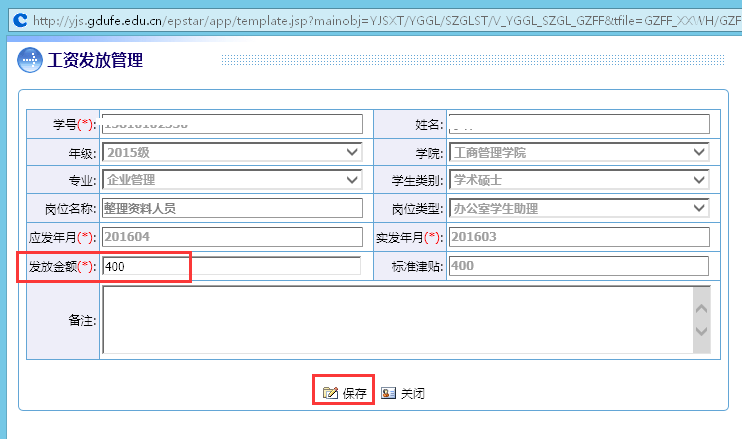 http://yjs.gdufe.edu.cn/epstar/app/template.jsp?mainobj=YJSXT/YGGL/SZGLST/V_YGGL_SZGL_GZFF&tfile=GZFF_XXWH/GZF
工资发放管理
学号(*): 姓名:
年级: 2015级 学院: 工商管理学院
专业: 企业管理 学生类别: 学术硕士
岗位名称: 整理资料人员 岗位类型: 办公室学生助理
应发年月(*): 201604 实发年月(*): 201603
发放金额(*): 400 标准津贴: 400
备注:
保存 关闭